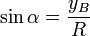 sin α = y_B / R